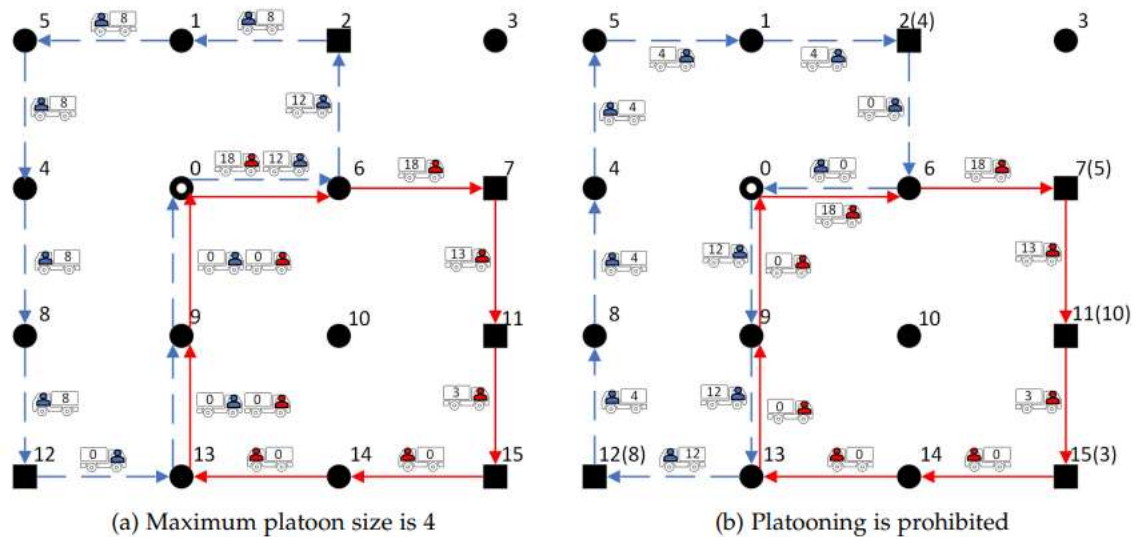 5 8 1 8 2 3
8 12
4 0 18 12 6 18 7
8 0 0 13
8 9 10 11
8 0 0 3
12 0 13 0 14 0 15
(a) Maximum platoon size is 4
5 1 2(4) 3
4 4
4 0
4 0 0 6 18 7(5)
18
4 12 0 13
8 9 10 11(10)
4 12 0 3
12(8) 12 13 0 14 0 15(3)
(b) Platooning is prohibited